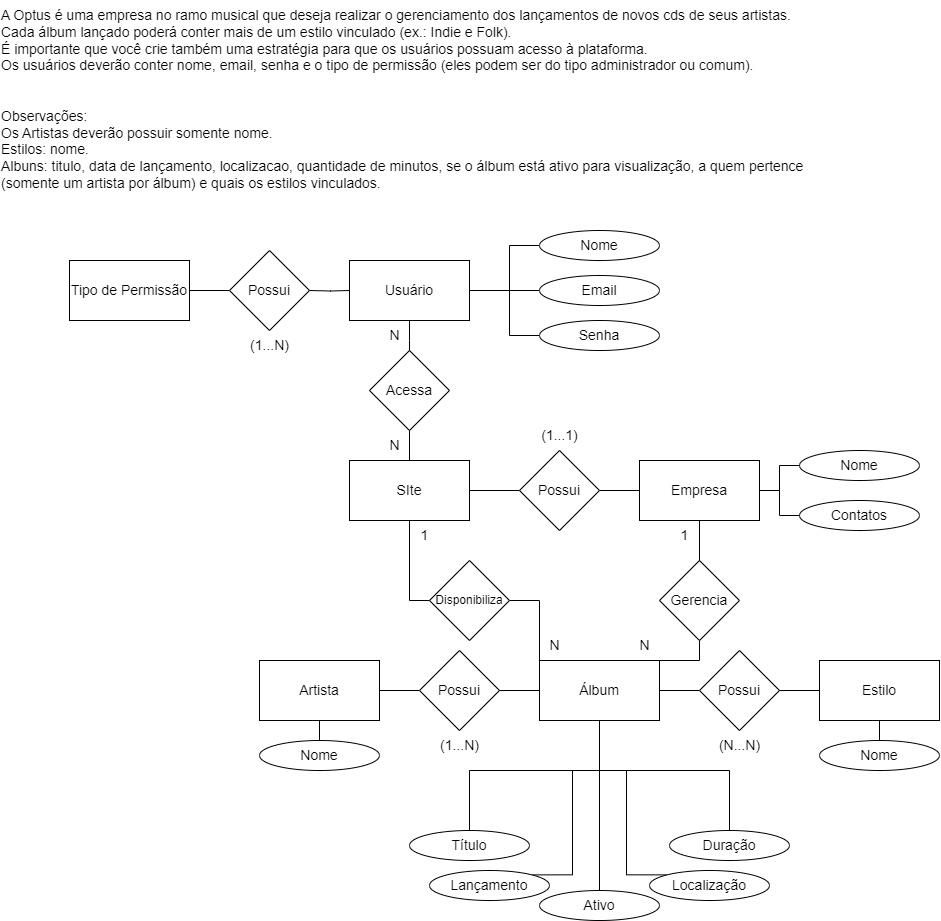 A Optus é uma empresa no ramo musical que deseja realizar o gerenciamento dos lançamentos de novos cds de seus artistas.
Cada álbum lançado poderá conter mais de um estilo vinculado (ex.: Indie e Folk).
É importante que você crie também uma estratégia para que os usuários possuam acesso à plataforma.
Os usuários deverão conter nome, email, senha e o tipo de permissão (eles podem ser do tipo administrador ou comum).
Observações:
Os Artistas deverão possuir somente nome.
Estilos: nome.
Albuns: titulo, data de lançamento, localizacao, quantidade de minutos, se o álbum está ativo para visualização, a quem pertence
(somente um artista por álbum) e quais os estilos vinculados.
Nome
Tipo de Permissão
Possui
Usuário
Email
N
Senha
(1...N)
Acessa
N
(1...1)
Nome
SIte
Possui
Empresa
Contatos
1
1
Disponibiliza
Gerencia
N
N
Artista
Possui
Álbum
Possui
Estilo
(1...N)
(N...N)
Nome
Nome
Título
Duração
Lançamento
Localização
Ativo